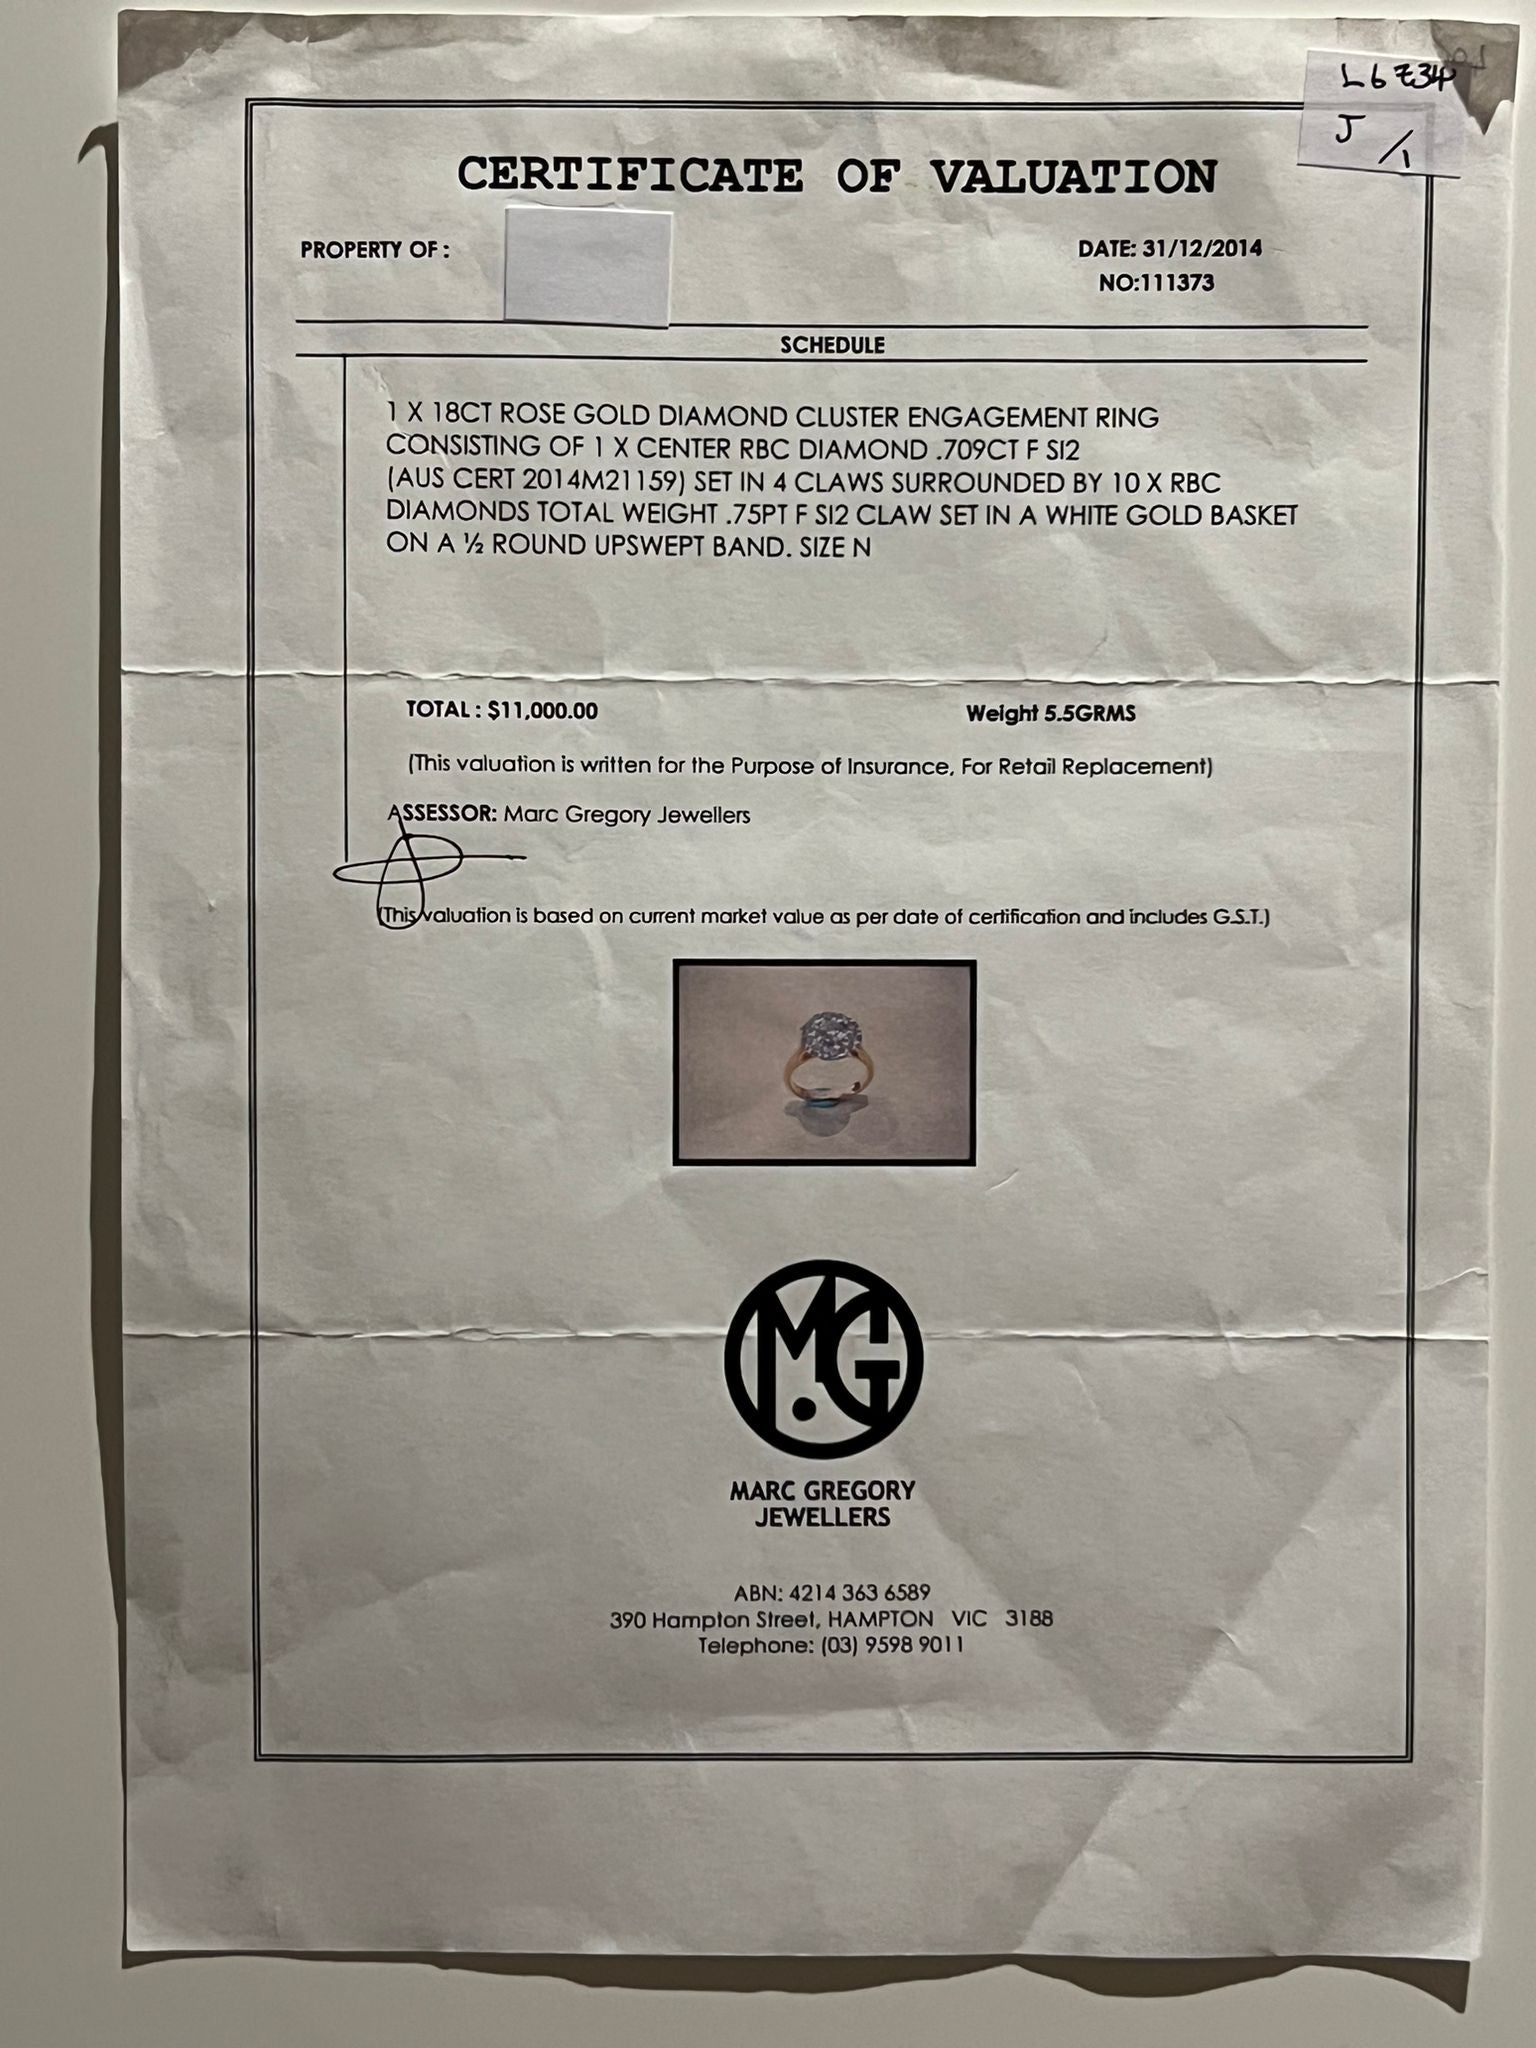 L6734
J /1
CERTIFICATE OF VALUATION
PROPERTY OF :
DATE: 31/12/2014
NO:111373
SCHEDULE
1 X 18CT ROSE GOLD DIAMOND CLUSTER ENGAGEMENT RING
CONSISTING OF 1 X CENTER RBC DIAMOND .709CT F SI2
(AUS CERT 2014M21159) SET IN 4 CLAWS SURROUNDED BY 10 X RBC
DIAMONDS TOTAL WEIGHT .75PT F SI2 CLAW SET IN A WHITE GOLD BASKET
ON A ½ ROUND UPSWEPT BAND. SIZE N
TOTAL : $11,000.00 Weight 5.5GRMS
(This valuation is written for the Purpose of Insurance, For Retail Replacement)
ASSESSOR: Marc Gregory Jewellers
(This valuation is based on current market value as per date of certification and includes G.S.T.)
M.G
MARC GREGORY
JEWELLERS
ABN: 4214 363 6589
390 Hampton Street, HAMPTON VIC 3188
Telephone: (03) 9598 9011